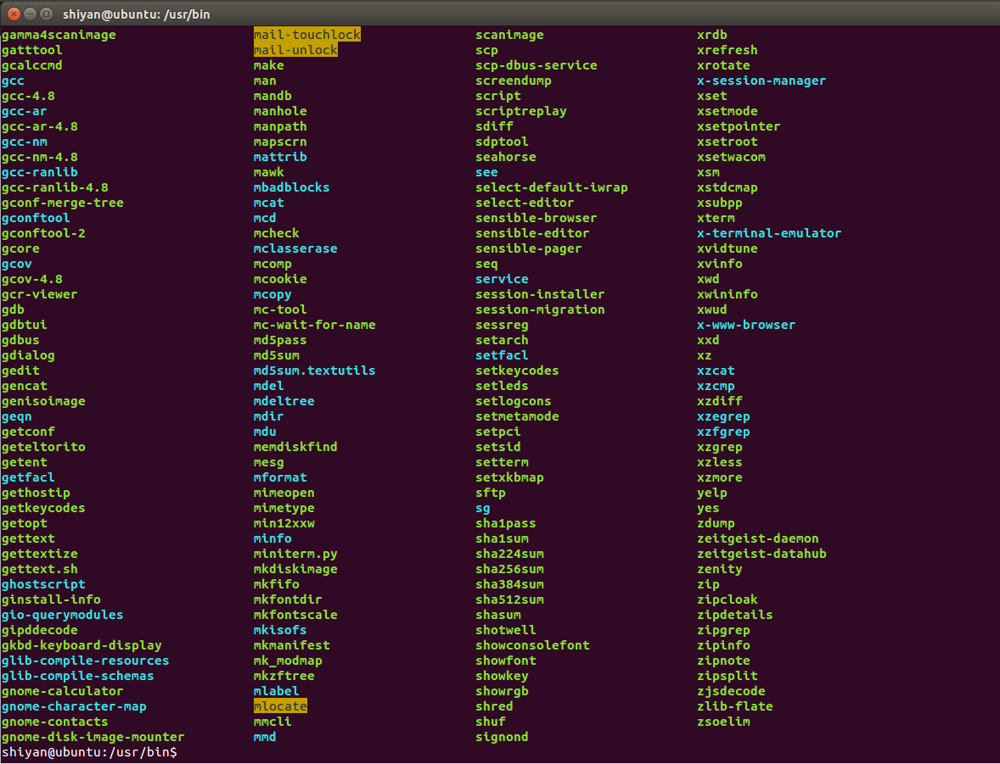 shiyan@ubuntu: /usr/bin
gamma4scanimage mail-touchlock scanimage xrdb
gatttool mail-unlock scp xrefresh
gcalccmd make scp-dbus-service xrotate
gcc man screendump x-session-manager
gcc-4.8 mandb script xset
gcc-ar manhole scriptreplay xsetmode
gcc-ar-4.8 manpath sdiff xsetpointer
gcc-nm mapscrn sdptool xsetroot
gcc-nm-4.8 mattrib seahorse xsetwacom
gcc-ranlib mawk see xsm
gcc-ranlib-4.8 mbadblocks select-default-iwrap xstdcmap
gconf-merge-tree mcat select-editor xsubpp
gconftool mcd sensible-browser xterm
gconftool-2 mcheck sensible-editor x-terminal-emulator
gcore mclasserase sensible-pager xvidtune
gcov mcomp seq xvinfo
gcov-4.8 mcookie service xwd
gcr-viewer mcopy session-installer xwininfo
gdb mc-tool session-migration xwud
gdbtui mc-wait-for-name sessreg x-www-browser
gdbus md5pass setarch xxd
gdialog md5sum setfacl xz
gedit md5sum.textutils setkeycodes xzcat
gencat mdel setleds xzcmp
genisoimage mdeltree setlogcons xzdiff
geqn mdir setmetamode xzegrep
getconf mdu setpci xzfgrep
geteltorito memdiskfind setsid xzgrep
getent mesg setterm xzless
getfacl mformat setxkbmap xzmore
gethostip mimeopen sftp yelp
getkeycodes mimetype sg yes
getopt min12xxw sha1pass zdump
gettext minfo sha1sum zeitgeist-daemon
gettextize miniterm.py sha224sum zeitgeist-datahub
gettext.sh mkdiskimage sha256sum zenity
ghostscript mkfifo sha384sum zip
ginstall-info mkfontdir sha512sum zipcloak
gio-querymodules mkfontscale shasum zipdetails
gipddecode mkisofs shotwell zipgrep
gkbd-keyboard-display mkmanifest showconsolefont zipinfo
glib-compile-resources mk_modmap showfont zipnote
glib-compile-schemas mkzftree showkey zipsplit
gnome-calculator mlabel showrgb zjsdecode
gnome-character-map mlocate shred zlib-flate
gnome-contacts mmcli shuf zsoelim
gnome-disk-image-mounter mmd signond
shiyan@ubuntu:/usr/bin$